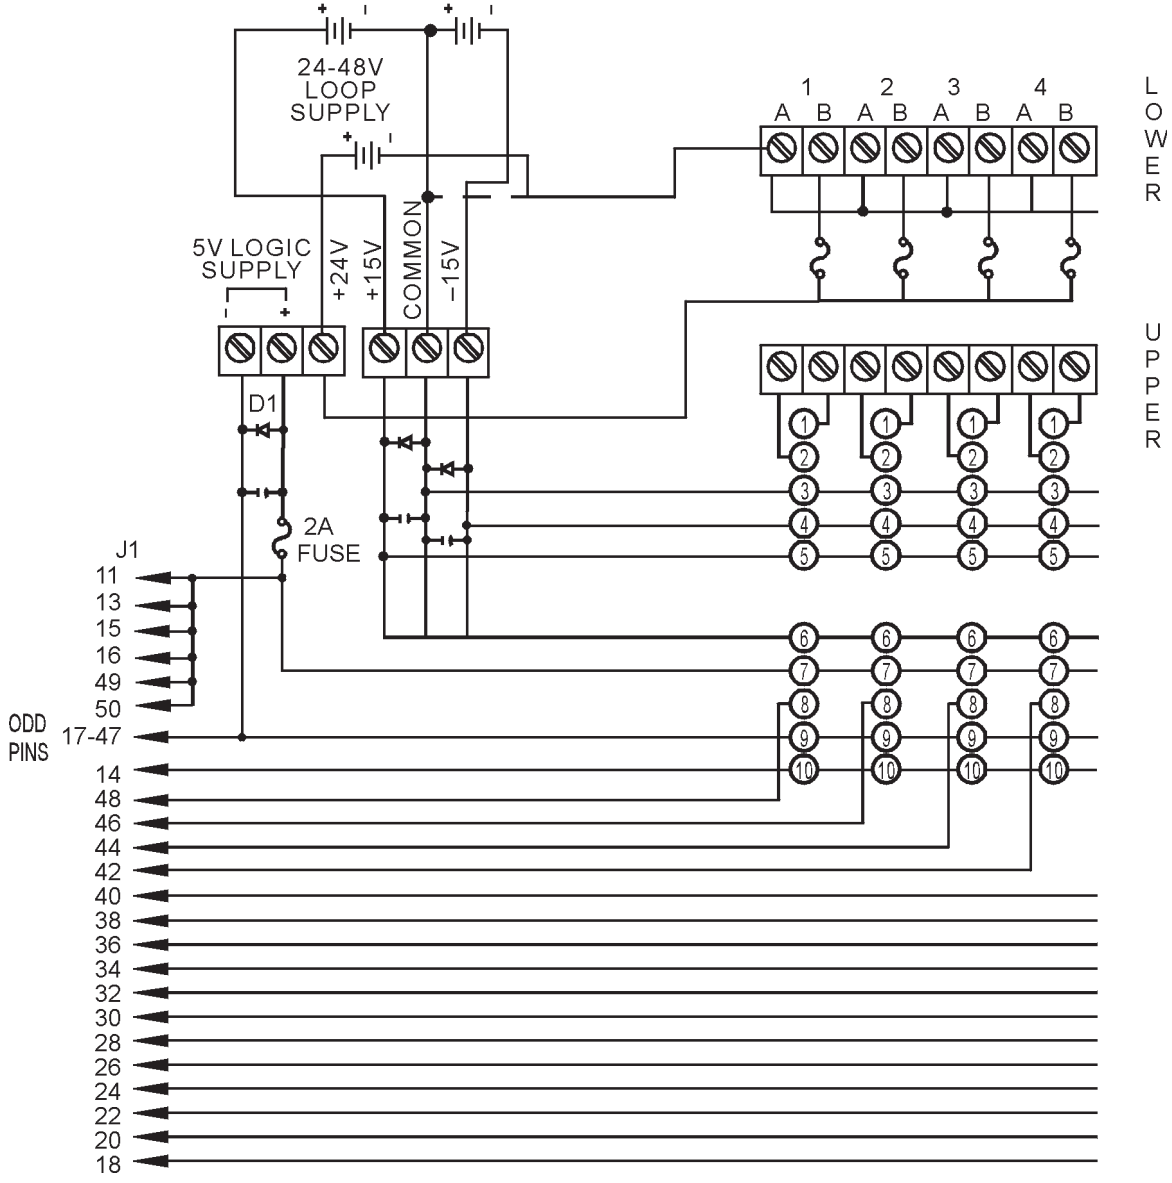 + - + -
24-48V
LOOP
SUPPLY
+ -
1 2 3 4
A B A B A B A B
LOWER
5V LOGIC
SUPPLY
- +
+24V
+15V
COMMON
–15V
UPPER
D1
1 1 1 1
2 2 2 2
3 3 3 3
4 4 4 4
5 5 5 5
2A
FUSE
J1
11
13
15
16
49
50
ODD
PINS
17-47
6 6 6 6
7 7 7 7
8 8 8 8
9 9 9 9
10 10 10 10
14
48
46
44
42
40
38
36
34
32
30
28
26
24
22
20
18